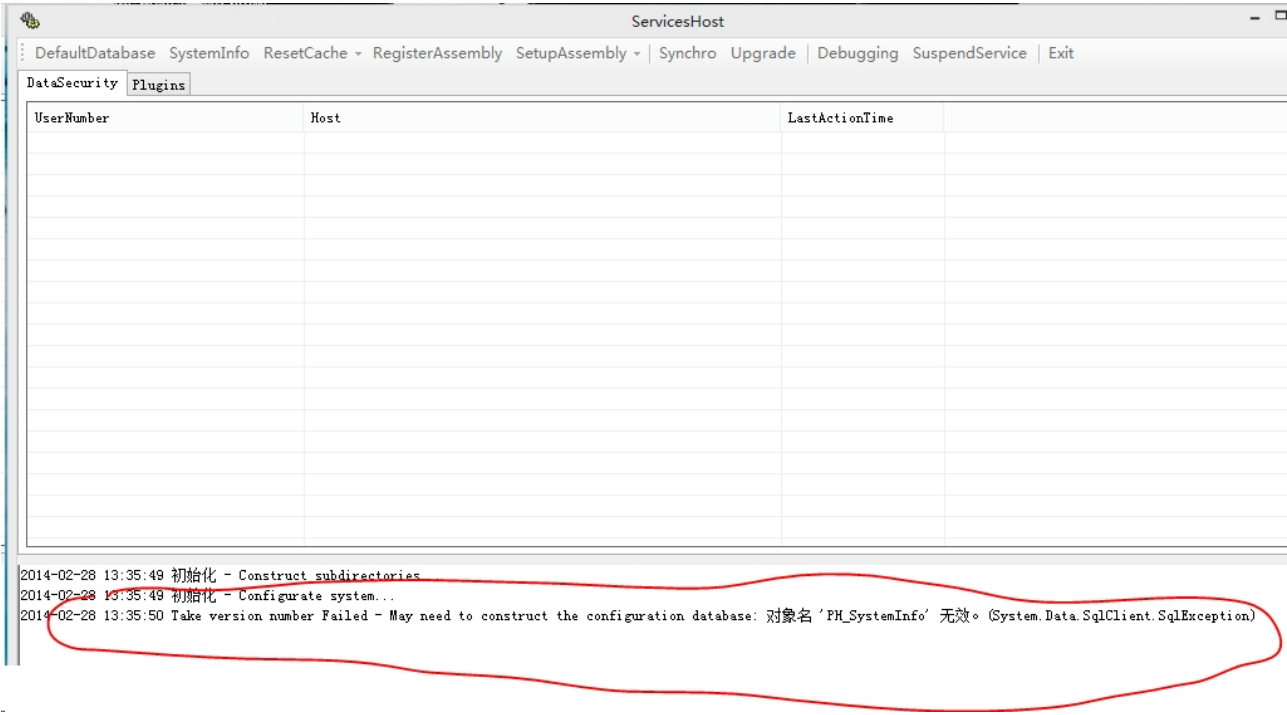 ServicesHost
DefaultDatabase SystemInfo ResetCache RegisterAssembly SetupAssembly Synchro Upgrade Debugging SuspendService Exit
DataSecurity Plugins
UserNumber Host LastActionTime
2014-02-28 13:35:49 初始化 - Construct subdirectories...
2014-02-28 13:35:49 初始化 - Configurate system...
2014-02-28 13:35:50 Take version number Failed - May need to construct the configuration database: 对象名 'PH_SystemInfo' 无效。(System.Data.SqlClient.SqlException)